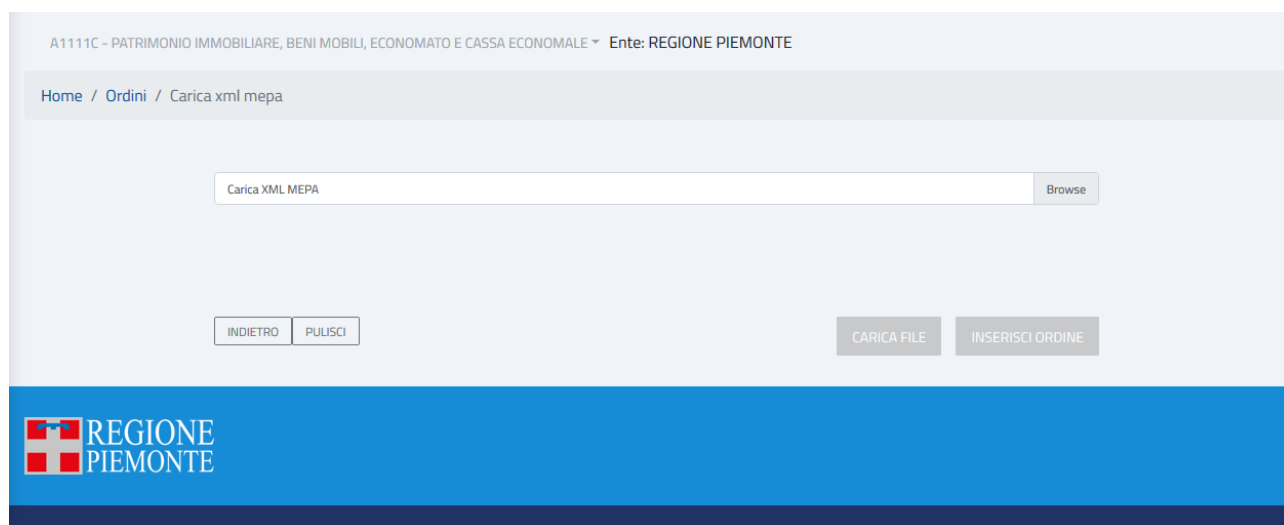 A1111C - PATRIMONIO IMMOBILIARE, BENI MOBILI, ECONOMATO E CASSA ECONOMALE Ente: REGIONE PIEMONTE
Home / Ordini / Carica xml mepa
Carica XML MEPA Browse
INDIETRO PULISCI CARICA FILE INSERISCI ORDINE
REGIONE
PIEMONTE